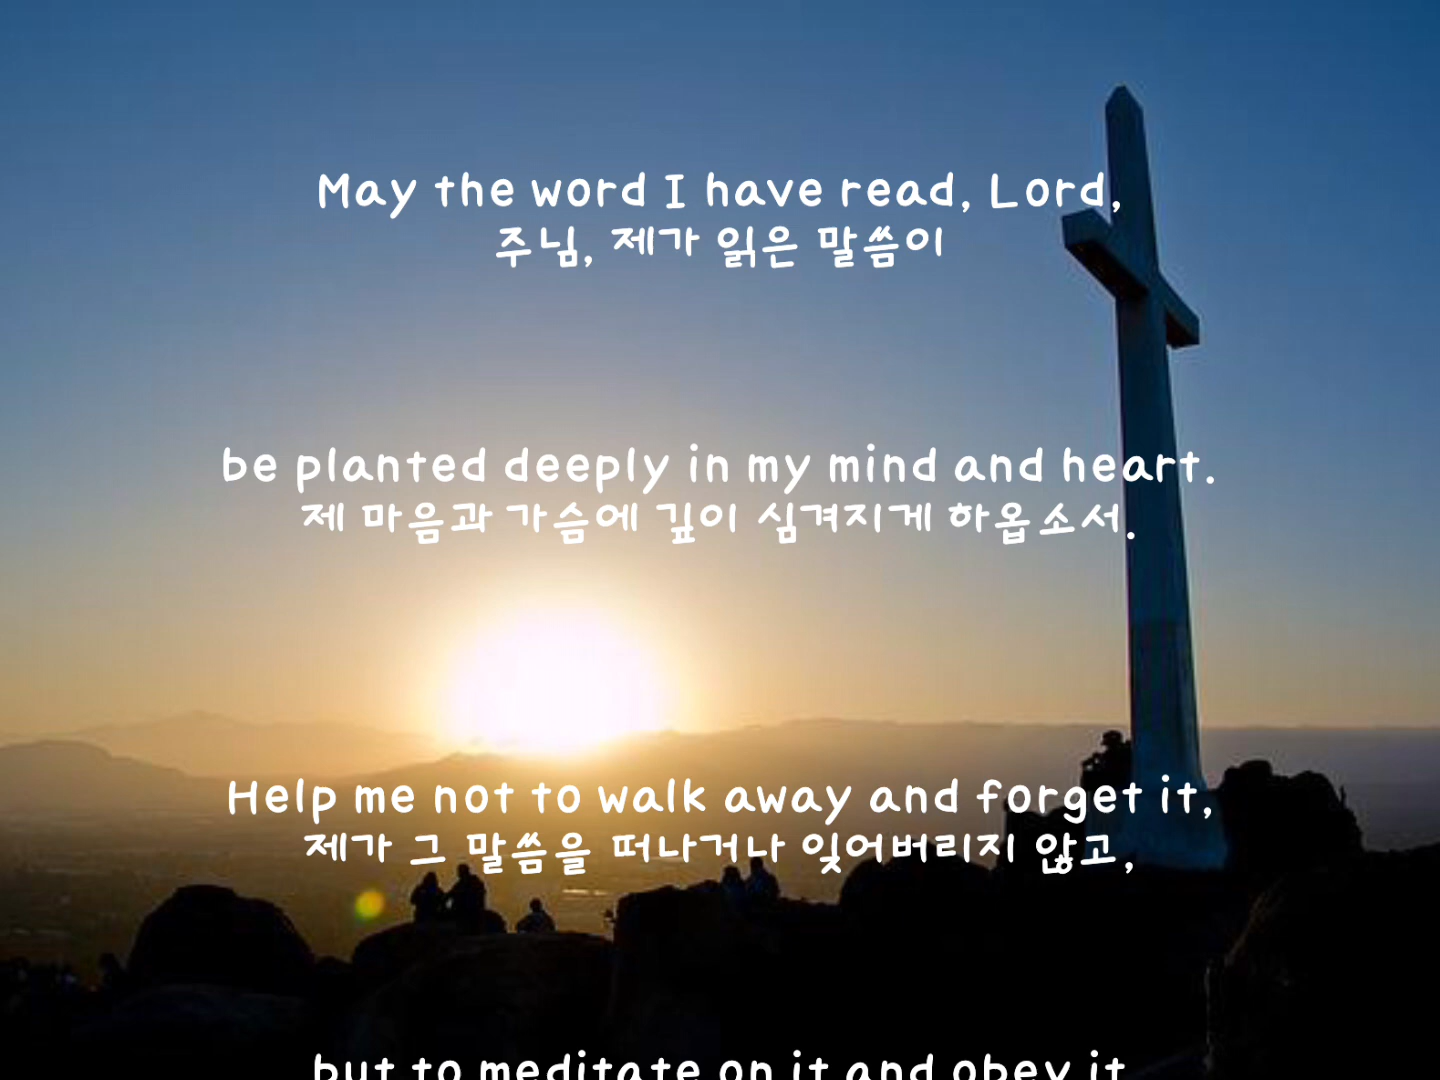 May the word I have read, Lord,
주님, 제가 읽은 말씀이
be planted deeply in my mind and heart.
제 마음과 가슴에 깊이 심겨지게 하옵소서.
Help me not to walk away and forget it,
제가 그 말씀을 떠나거나 잊어버리지 않고,
but to meditate on it and obey it